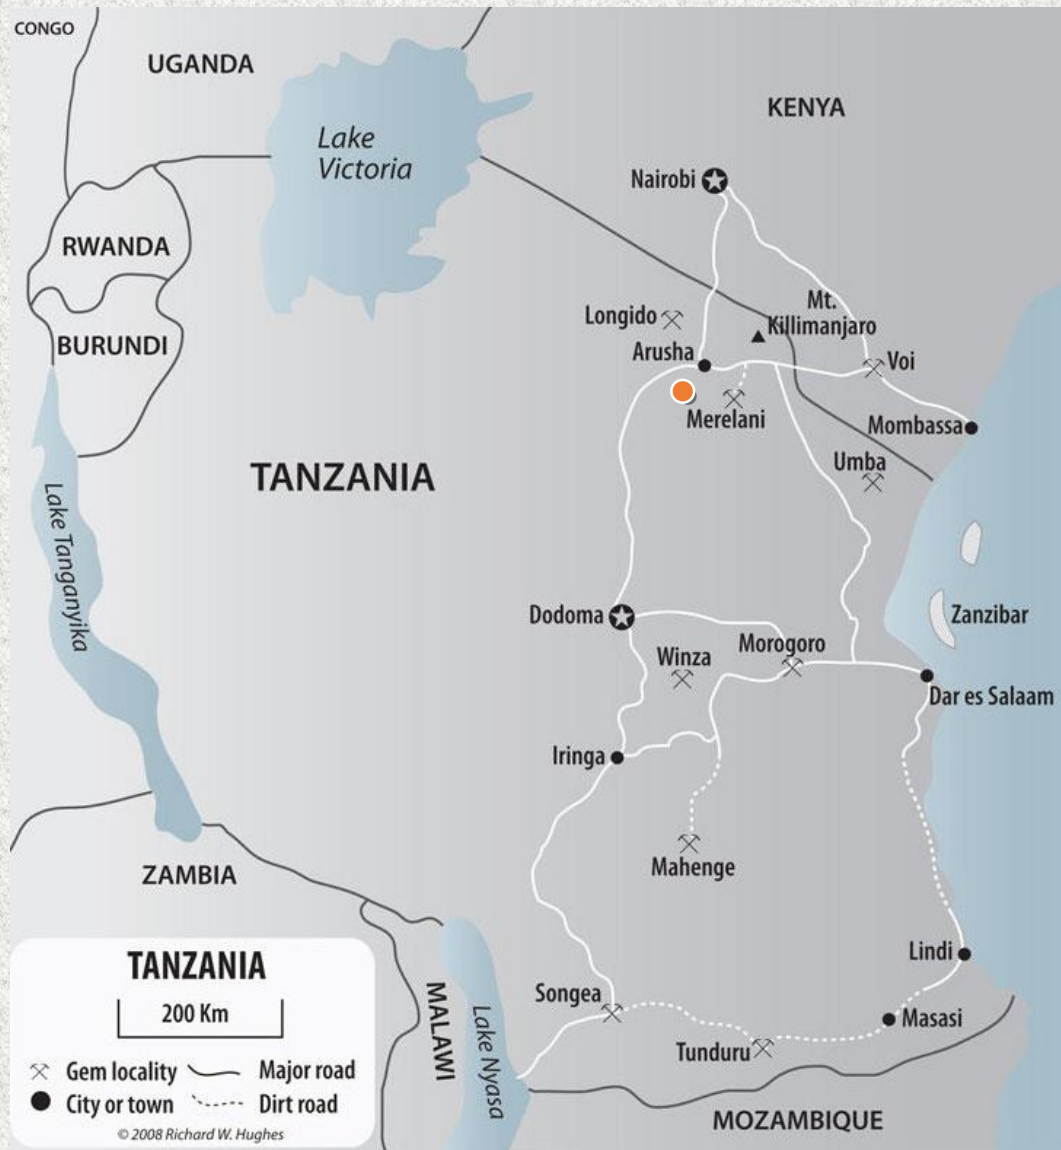 CONGO
UGANDA
KENYA
Lake
Victoria
Nairobi
RWANDA
Mt.
Killimanjaro
Longido
BURUNDI
Arusha
Voi
Merelani
Mombassa
Umba
TANZANIA
Lake Tanganyika
Dodoma
Zanzibar
Morogoro
Winza
Dar es Salaam
Iringa
Mahenge
ZAMBIA
Lindi
Songea
Masasi
Tunduru
MALAWI
Lake Nyasa
MOZAMBIQUE
TANZANIA
200 Km
Gem locality
Major road
City or town
Dirt road
© 2008 Richard W. Hughes